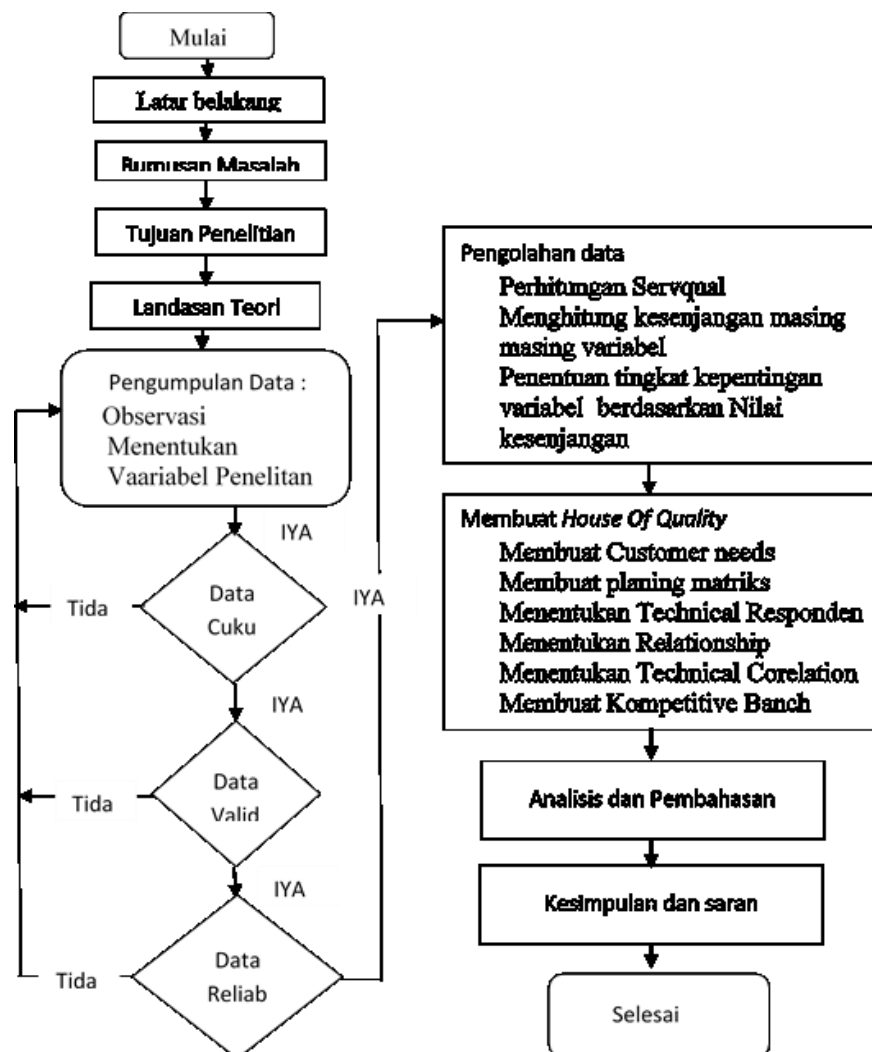 Mulai
Latar belakang
Rumusan Masalah
Tujuan Penelitian
Landasan Teori
Pengumpulan Data :
Observasi
Menentukan
Vaariabel Penelitan
IYA
Data
Cuku
Tida
IYA
Data
Valid
Tida
IYA
Data
Reliab
Tida
IYA
Pengolahan data
Perhitungan Servqual
Menghitung kesenjangan masing
masing variabel
Penentuan tingkat kepentingan
variabel berdasarkan Nilai
kesenjangan
Membuat House Of Quality
Membuat Customer needs
Membuat planing matriks
Menentukan Technical Responden
Menentukan Relationship
Menentukan Technical Corelation
Membuat Kompetitive Banch
Analisis dan Pembahasan
Kesimpulan dan saran
Selesai